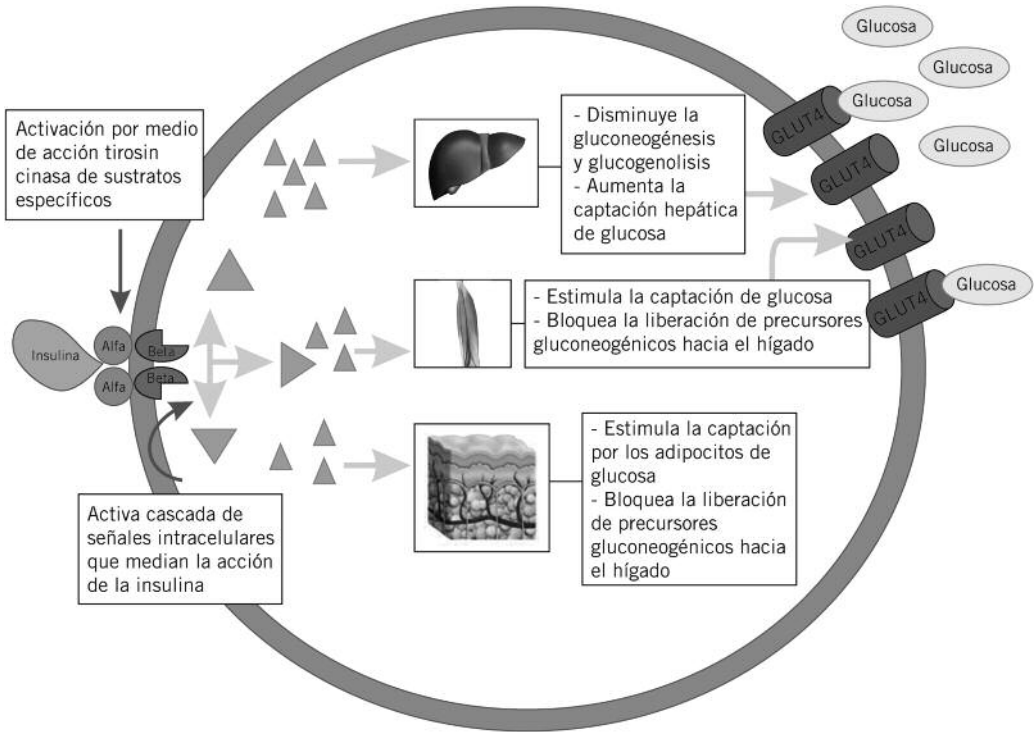 Activación por medio
de acción tirosin
cinasa de sustratos
específicos
Insulina
Alfa
Beta
Alfa
Beta
Activa cascada de
señales intracelulares
que median la acción
de la insulina
- Disminuye la
gluconeogénesis
y glucogenolisis
- Aumenta la
captación hepática
de glucosa
- Estimula la captación de glucosa
- Bloquea la liberación de precursores
gluconeogénicos hacia el hígado
- Estimula la captación
por los adipocitos de
glucosa
- Bloquea la liberación
de precursores
gluconeogénicos hacia
el hígado
Glucosa
Glucosa
Glucosa
Glucosa
Glucosa
GLUT4
GLUT4
GLUT4
GLUT4